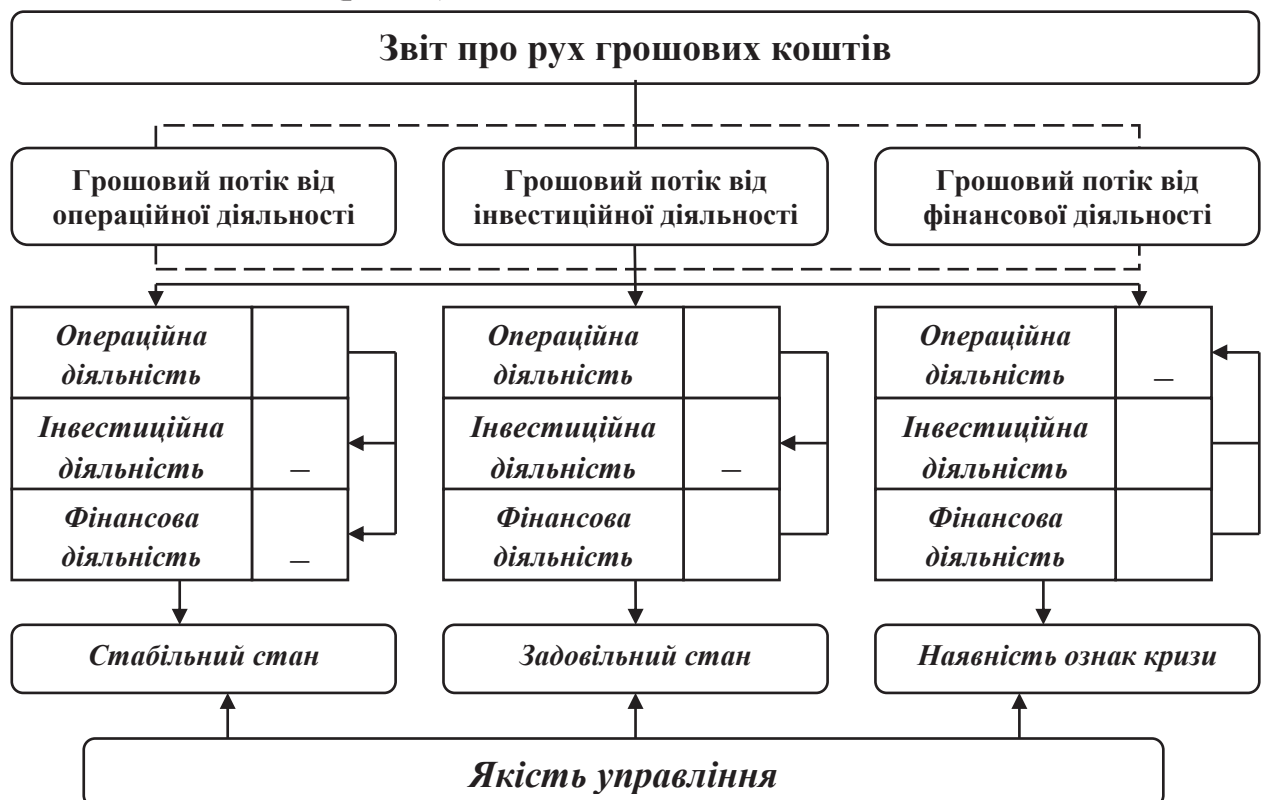 Звіт про рух грошових коштів
Грошовий потік від
операційної діяльності
Грошовий потік від
інвестиційної діяльності
Грошовий потік від
фінансової діяльності
Операційна
діяльність
Інвестиційна
діяльність –
Фінансова
діяльність –
Операційна
діяльність
Інвестиційна
діяльність –
Фінансова
діяльність
Операційна
діяльність –
Інвестиційна
діяльність
Фінансова
діяльність
Стабільний стан
Задовільний стан
Наявність ознак кризи
Якість управління